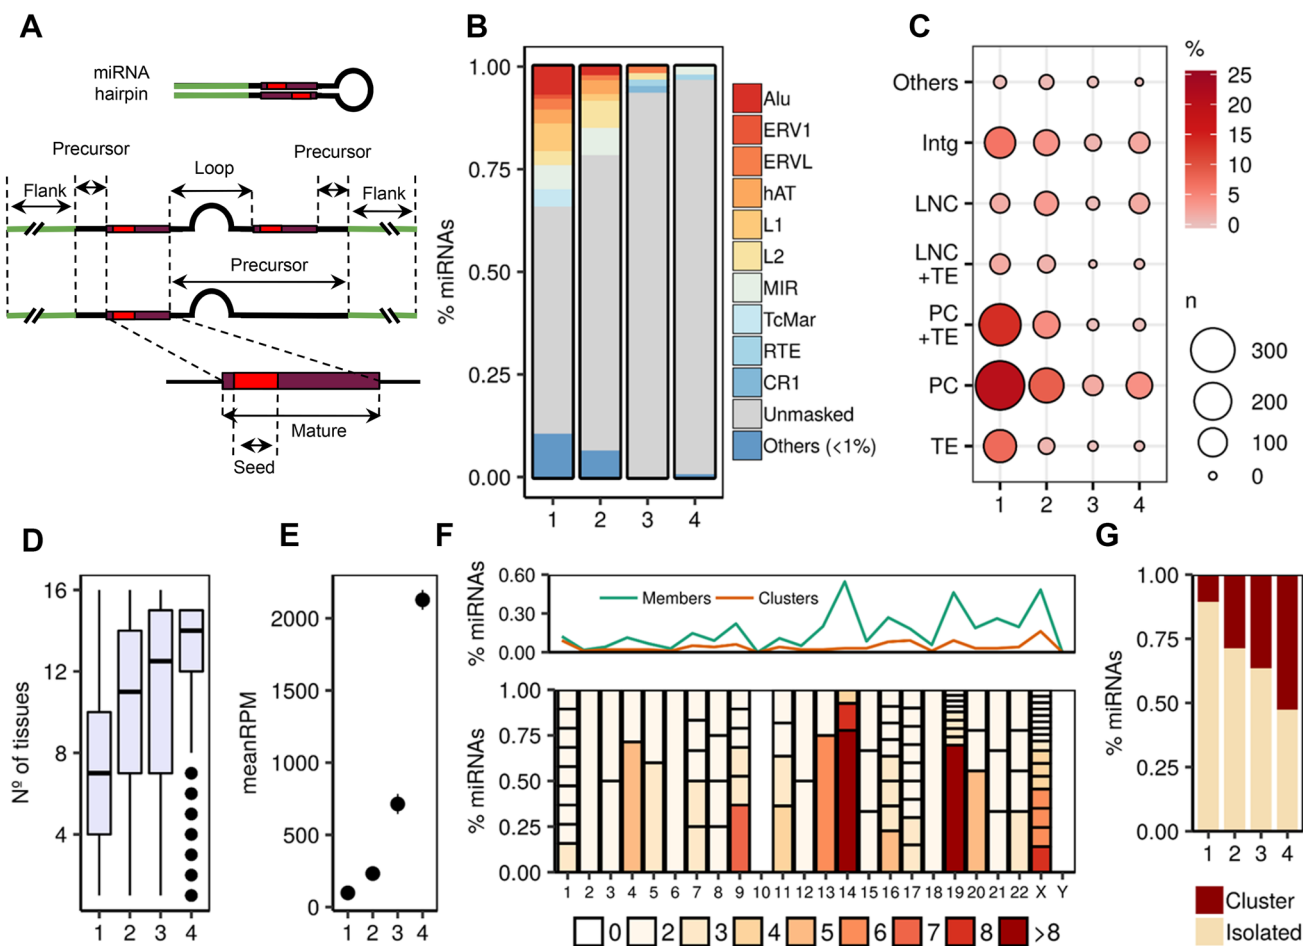 A
miRNA
hairpin
Precursor
Precursor
Loop
Flank
Flank
Precursor
Mature
Seed
B
% miRNAs
1.00
0.75
0.50
0.25
0.00
1 2 3 4
Alu
ERV1
ERVL
hAT
L1
L2
MIR
TcMar
RTE
CR1
Unmasked
Others (<1%)
C
Others
Intg
LNC
LNC
+TE
PC
+TE
PC
TE
1 2 3 4
%
25
20
15
10
5
0
n
300
200
100
0
D
Nº of tissues
16
12
8
4
1 2 3 4
E
meanRPM
2000
1500
1000
500
0
1 2 3 4
F
% miRNAs
0.60
0.30
0.00
Members Clusters
% miRNAs
1.00
0.75
0.50
0.25
0.00
1 2 3 4 5 6 7 8 9 10 11 12 13 14 15 16 17 18 19 20 21 22 X Y
0 2 3 4 5 6 7 8 >8
G
% miRNAs
1.00
0.75
0.50
0.25
0.00
1 2 3 4
Cluster
Isolated